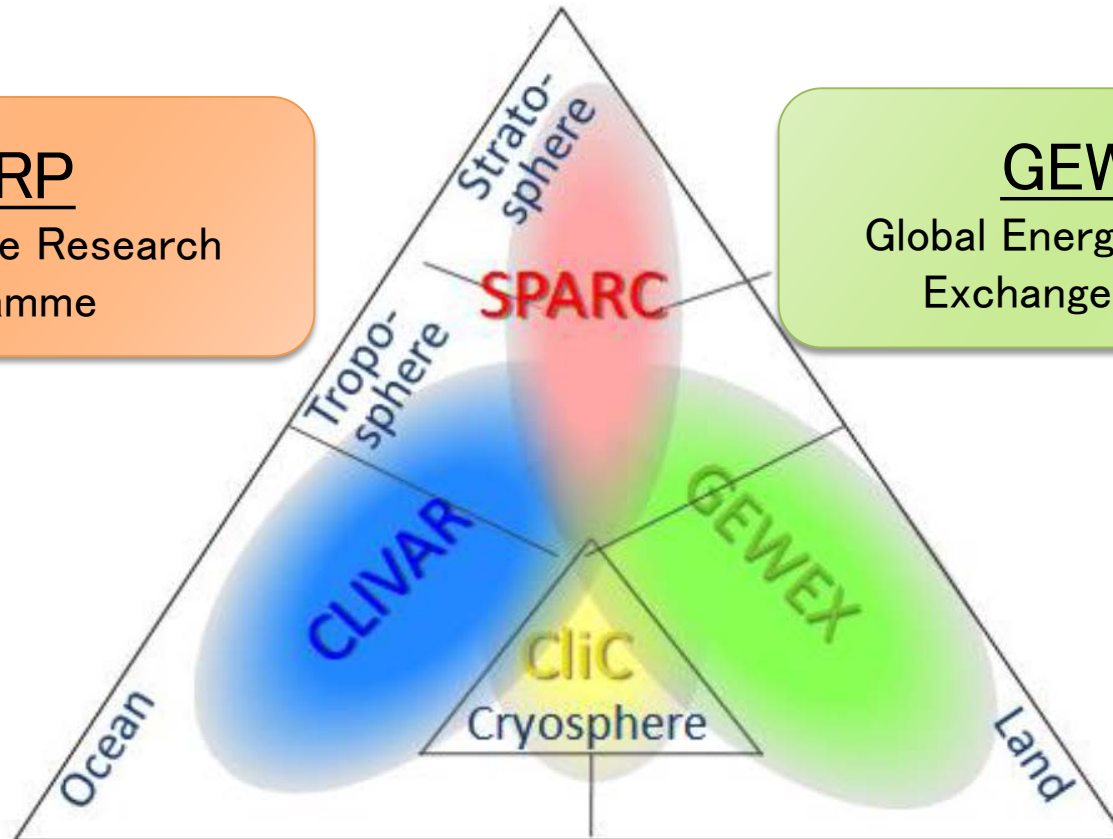 RP
e Research
amme
Strato-
sphere
GEW
Global Energ
Exchange
SPARC
Tropo-
sphere
CLIVAR
GEWEX
CliC
Cryosphere
Ocean
Land